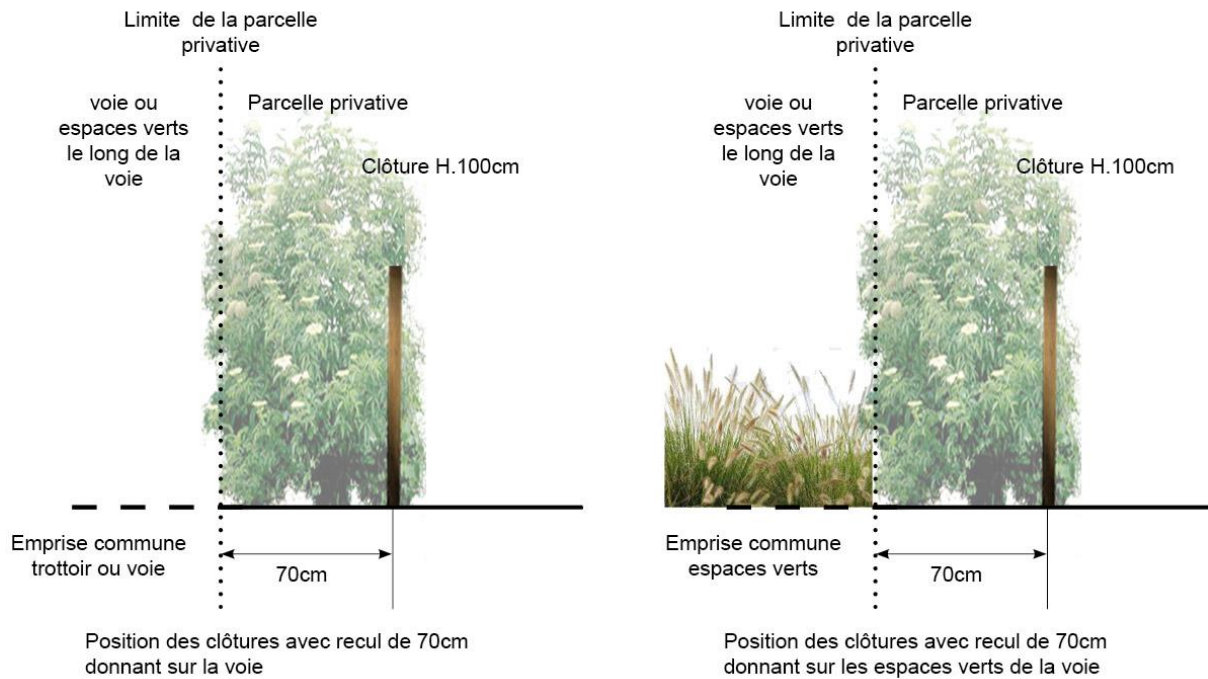 Limite  de la parcelle
privative
voie ou
espaces verts
le long de la
voie
Parcelle privative
Clôture H.100cm
Emprise commune
trottoir ou voie
70cm
Position des clôtures avec recul de 70cm
donnant sur la voie
Limite  de la parcelle
privative
voie ou
espaces verts
le long de la
voie
Parcelle privative
Clôture H.100cm
Emprise commune
espaces verts
70cm
Position des clôtures avec recul de 70cm
donnant sur les espaces verts de la voie